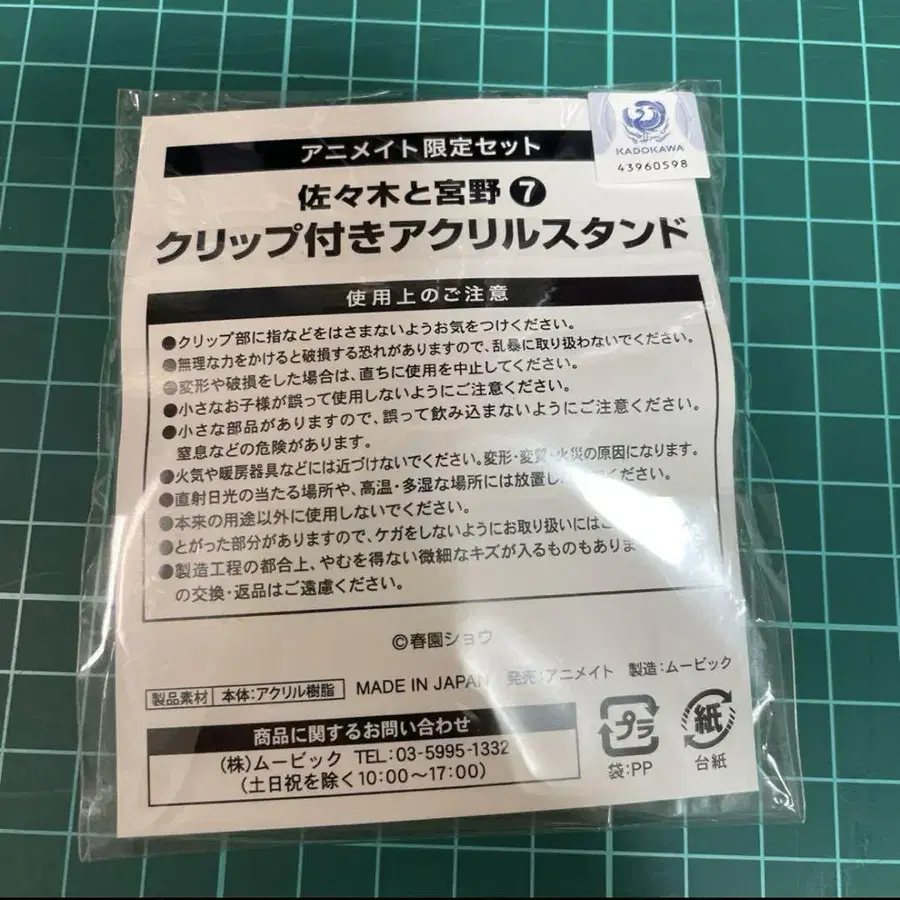 KADOKAWA
43960598
アニメイト限定セット
佐々木と宮野 ❼
クリップ付きアクリルスタンド
使用上のご注意
●クリップ部に指などをはさまないようお気をつけください。
●無理な力をかけると破損する恐れがありますので、乱暴に取り扱わないでください。
●変形や破損をした場合は、直ちに使用を中止してください。
●小さなお子様が誤って使用しないようにご注意ください。
●小さな部品がありますので、誤って飲み込まないようにご注意ください。
窒息などの危険があります。
●火気や暖房器具などには近づけないでください。変形・変質・火災の原因になります。
●直射日光の当たる場所や、高温・多湿な場所には放置し
●本来の用途以外に使用しないでください。
●とがった部分がありますので、ケガをしないようにお取り扱いには
●製造工程の都合上、やむを得ない微細なキズが入るものもありま
の交換・返品はご遠慮ください。
©春園ショウ
製品素材 本体:アクリル樹脂 MADE IN JAPAN 発売:アニメイト 製造:ムービック
商品に関するお問い合わせ
(株)ムービック TEL:03-5995-1332
(土日祝を除く10:00~17:00)
プラ
袋:PP
紙
台紙